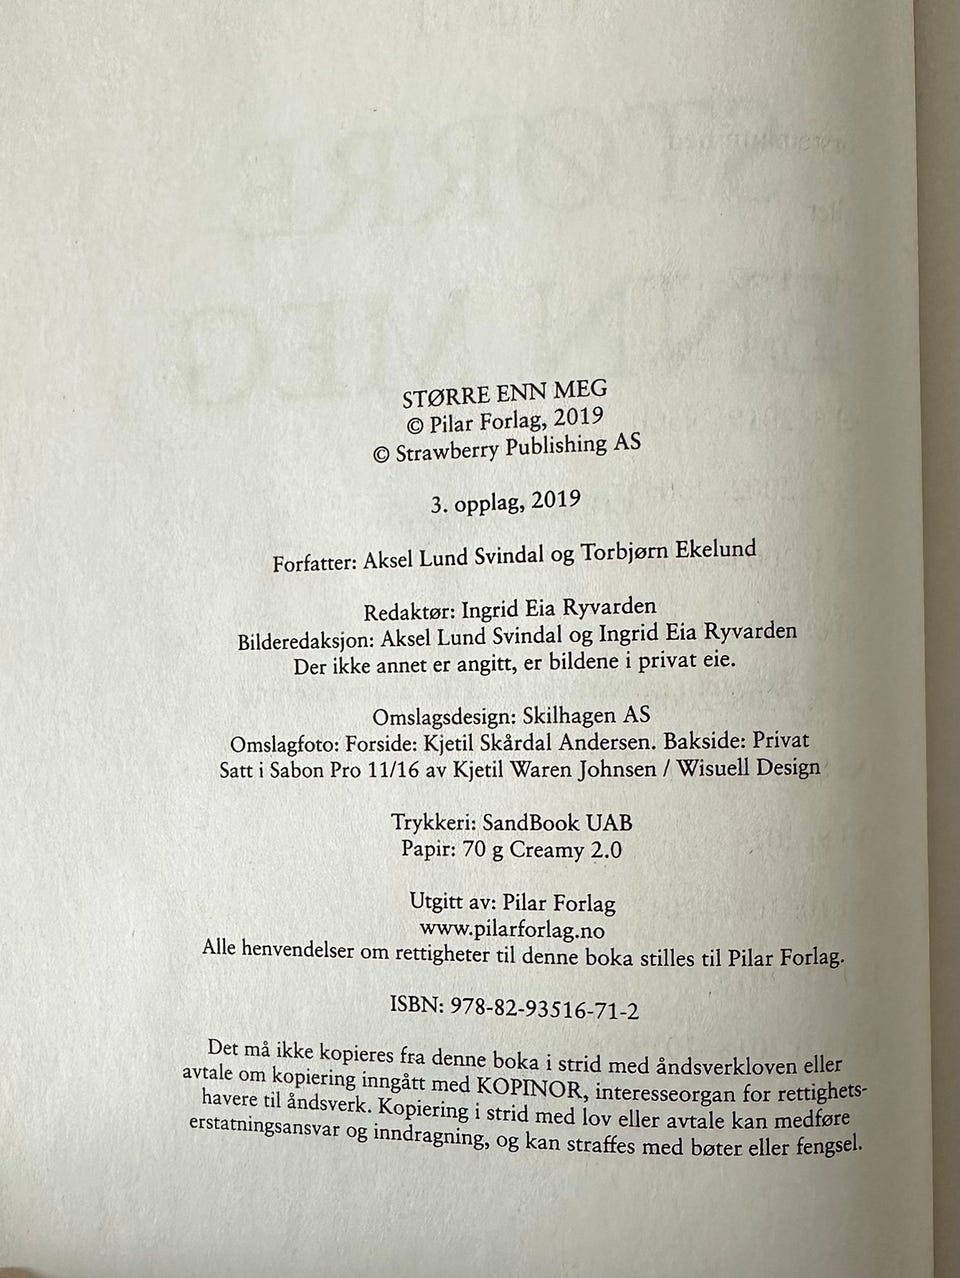 STØRRE ENN MEG
© Pilar Forlag, 2019
© Strawberry Publishing AS
3. opplag, 2019
Forfatter: Aksel Lund Svindal og Torbjørn Ekelund
Redaktør: Ingrid Eia Ryvarden
Bilderedaksjon: Aksel Lund Svindal og Ingrid Eia Ryvarden
Der ikke annet er angitt, er bildene i privat eie.
Omslagsdesign: Skilhagen AS
Omslagfoto: Forside: Kjetil Skårdal Andersen. Bakside: Privat
Satt i Sabon Pro 11/16 av Kjetil Waren Johnsen / Wisuell Design
Trykkeri: SandBook UAB
Papir: 70 g Creamy 2.0
Utgitt av: Pilar Forlag
www.pilarforlag.no
Alle henvendelser om rettigheter til denne boka stilles til Pilar Forlag.
ISBN: 978-82-93516-71-2
Det må ikke kopieres fra denne boka i strid med åndsverkloven eller
avtale om kopiering inngått med KOPINOR, interesseorgan for rettighets-
havere til åndsverk. Kopiering i strid med lov eller avtale kan medføre
erstatningsansvar og inndragning, og kan straffes med bøter eller fengsel.